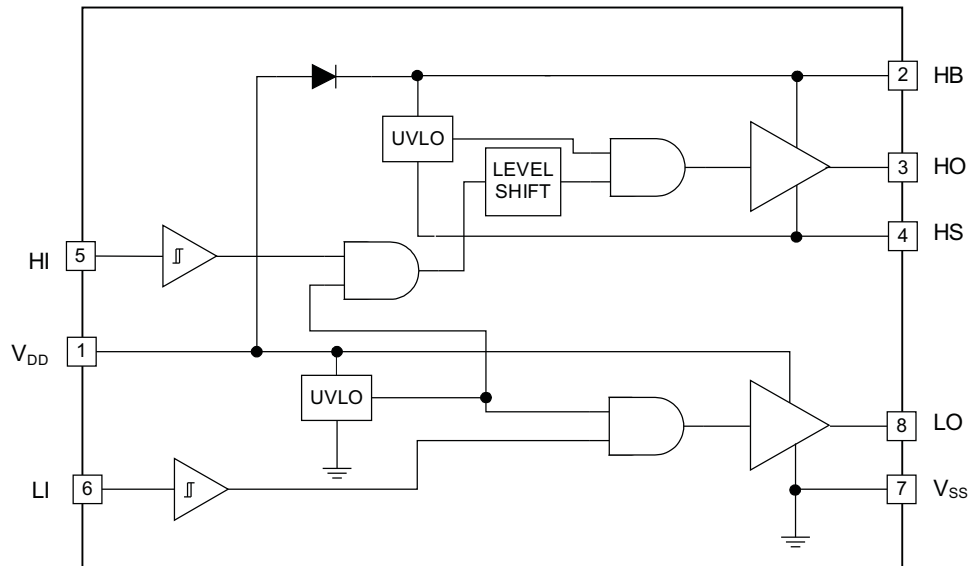 2 HB
UVLO
LEVEL
SHIFT
3 HO
4 HS
HI 5
VDD 1
UVLO
8 LO
LI 6
7 VSS